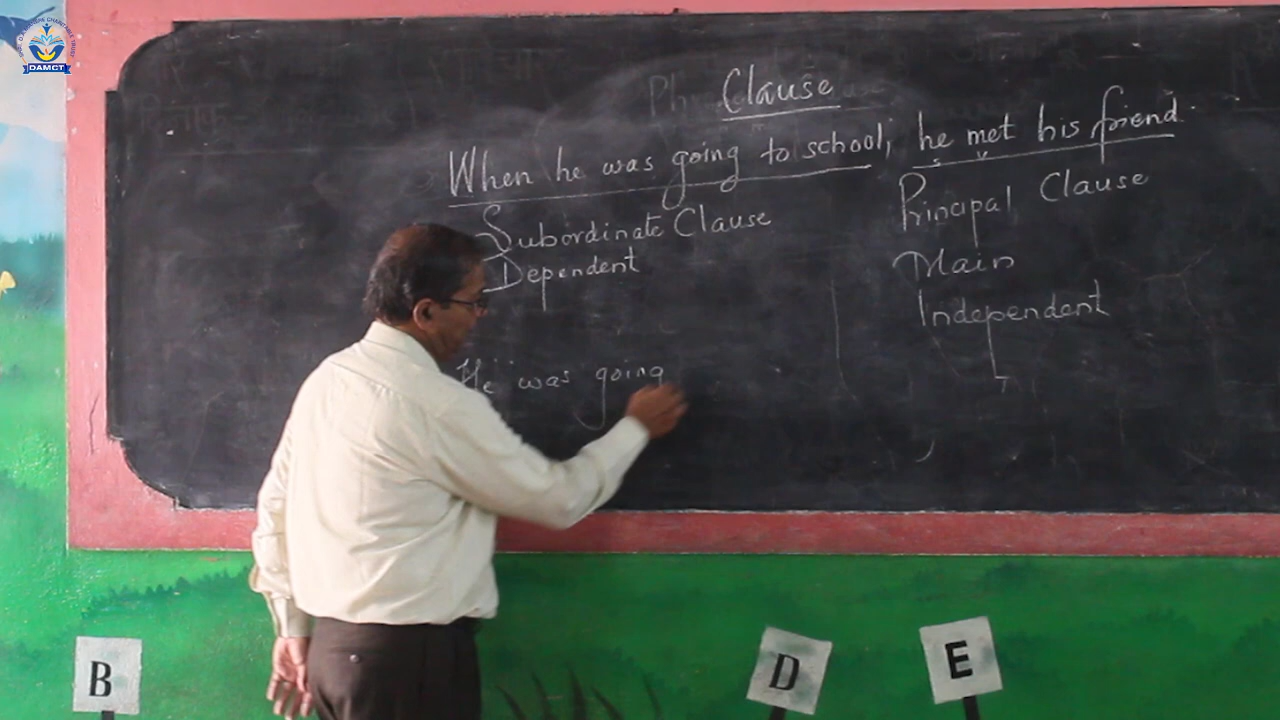 DAMCT
Clause
When he was going to school, he met his friend.
s v
Subordinate Clause
Dependent
Principal Clause
Main
Independent
He was going
B
D
E